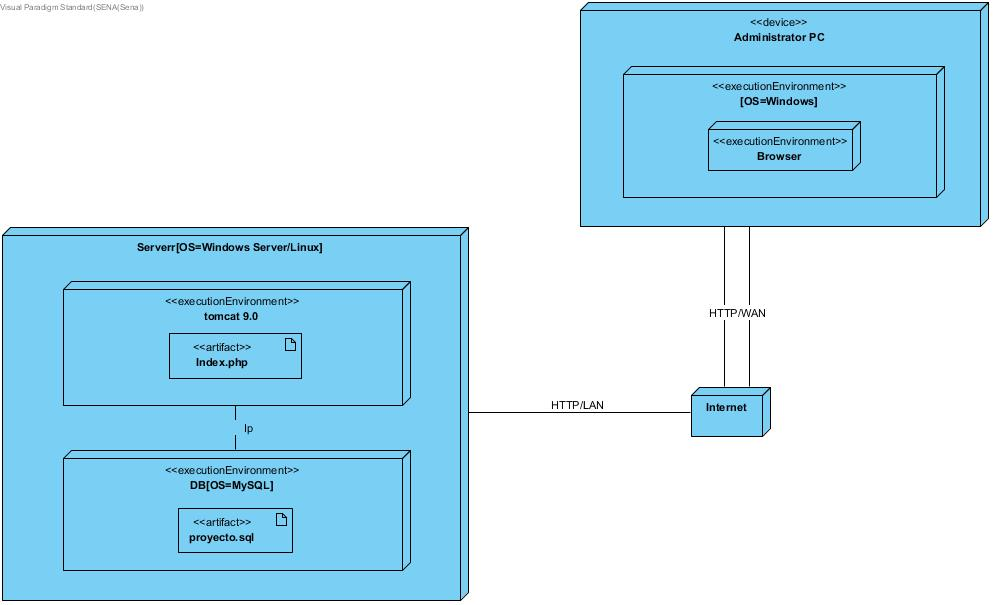 Visual Paradigm Standard(SENA(Sena))
<<device>>
Administrator PC
<<executionEnvironment>>
[OS=Windows]
<<executionEnvironment>>
Browser
Serverr[OS=Windows Server/Linux]
<<executionEnvironment>>
tomcat 9.0
<<artifact>>
Index.php
Ip
<<executionEnvironment>>
DB[OS=MySQL]
<<artifact>>
proyecto.sql
HTTP/WAN
HTTP/LAN
Internet